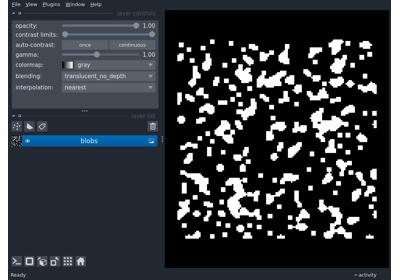 File View Plugins Window Help
layer controls
opacity: 1.00
contrast limits:
auto-contrast: once continuous
gamma: 1.00
colormap: gray
blending: translucent_no_depth
interpolation: nearest
layer list
blobs
Ready activity